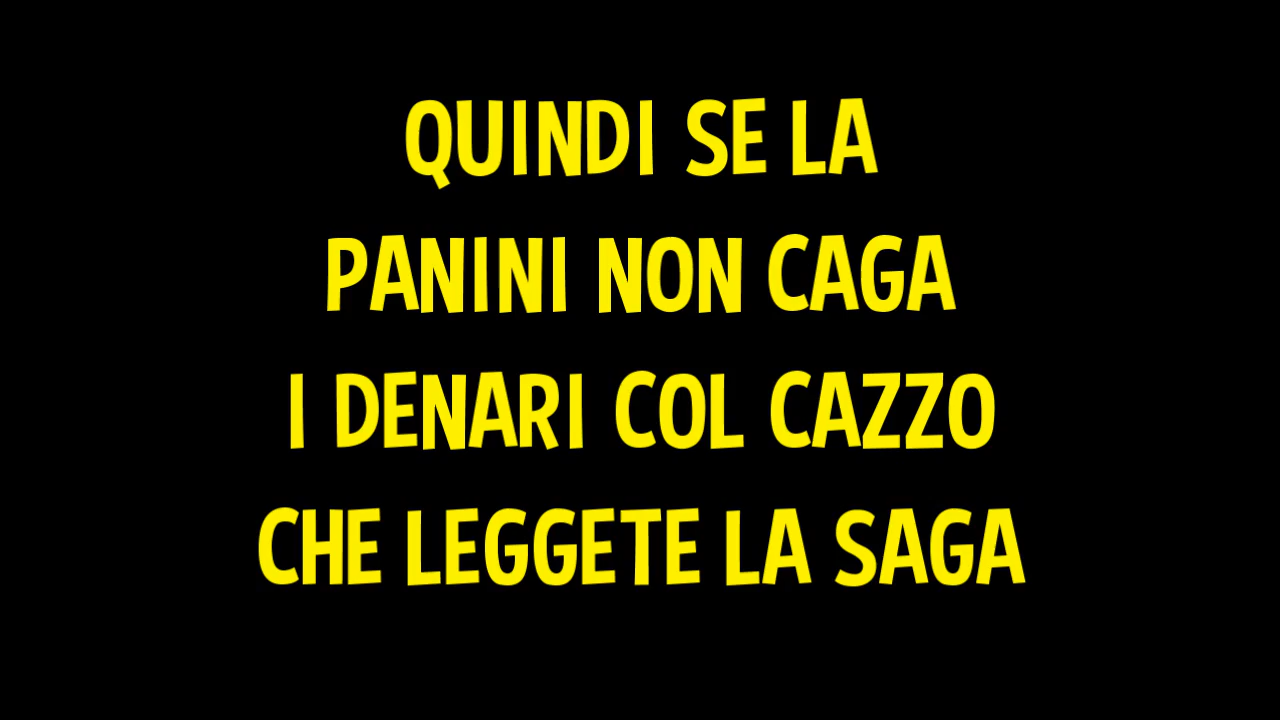 QUINDI SE LA
PANINI NON CAGA
I DENARI COL CAZZO
CHE LEGGETE LA SAGA